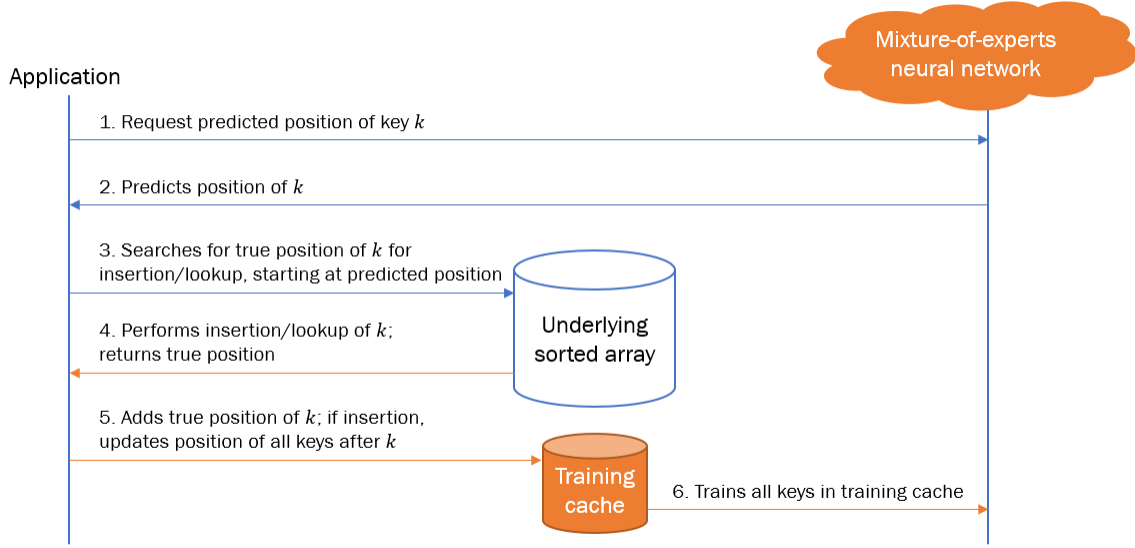 Mixture-of-experts
neural network
Application
1. Request predicted position of key k
2. Predicts position of k
3. Searches for true position of k for
insertion/lookup, starting at predicted position
Underlying
sorted array
4. Performs insertion/lookup of k;
returns true position
5. Adds true position of k; if insertion,
updates position of all keys after k
Training
cache
6. Trains all keys in training cache